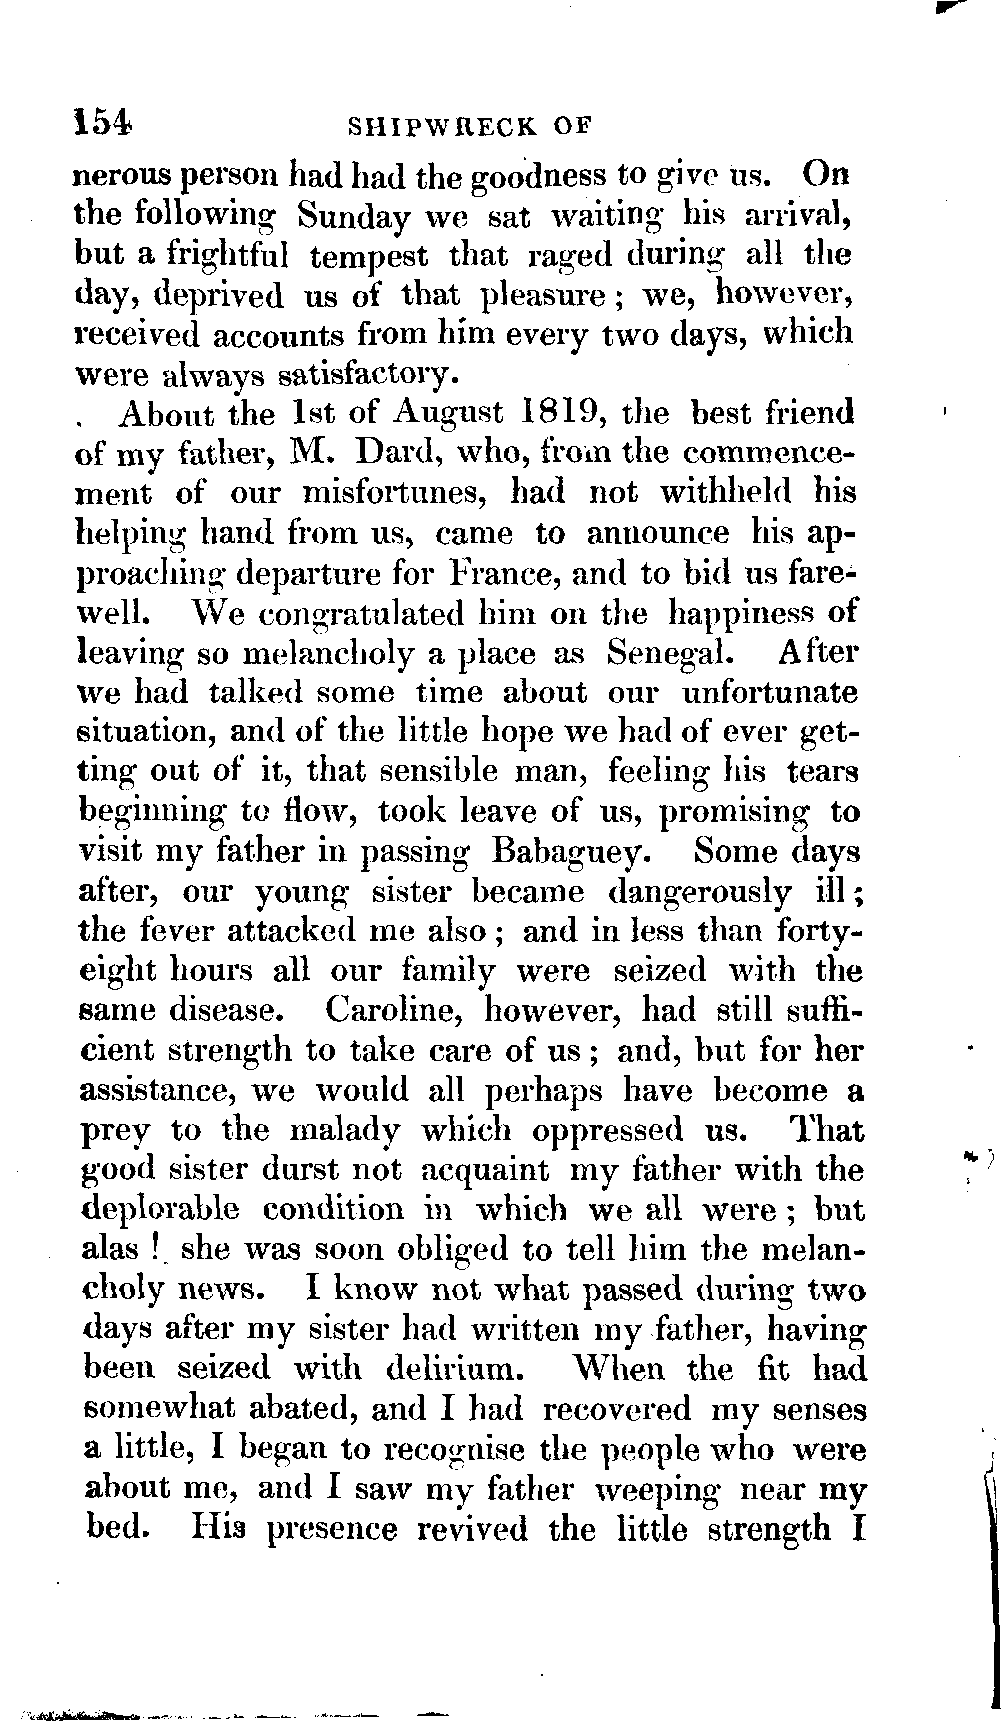 154 SHIPWRECK OF
nerous person had had the goodness to give us. On
the following Sunday we sat waiting his arrival,
but a frightful tempest that raged during all the
day, deprived us of that pleasure ; we, however,
received accounts from him every two days, which
were always satisfactory.
About the 1st of August 1819, the best friend
of my father, M. Dard, who, from the commence-
ment of our misfortunes, had not withheld his
helping hand from us, came to announce his ap-
proaching departure for France, and to bid us fare-
well. We congratulated him on the happiness of
leaving so melancholy a place as Senegal. After
we had talked some time about our unfortunate
situation, and of the little hope we had of ever get-
ting out of it, that sensible man, feeling his tears
beginning to flow, took leave of us, promising to
visit my father in passing Babaguey. Some days
after, our young sister became dangerously ill ;
the fever attacked me also ; and in less than forty-
eight hours all our family were seized with the
same disease. Caroline, however, had still suffi-
cient strength to take care of us ; and, but for her
assistance, we would all perhaps have become a
prey to the malady which oppressed us. That
good sister durst not acquaint my father with the
deplorable condition in which we all were ; but
alas ! she was soon obliged to tell him the melan-
choly news. I know not what passed during two
days after my sister had written my father, having
been seized with delirium. When the fit had
somewhat abated, and I had recovered my senses
a little, I began to recognise the people who were
about me, and I saw my father weeping near my
bed. His presence revived the little strength I